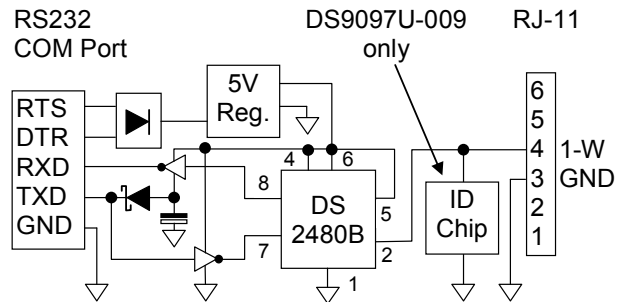 RS232
COM Port
DS9097U-009
only
RJ-11
RTS
DTR
RXD
TXD
GND
5V
Reg.
4
6
8
5
7
2
1
DS
2480B
ID
Chip
6
5
4
3
2
1
1-W
GND